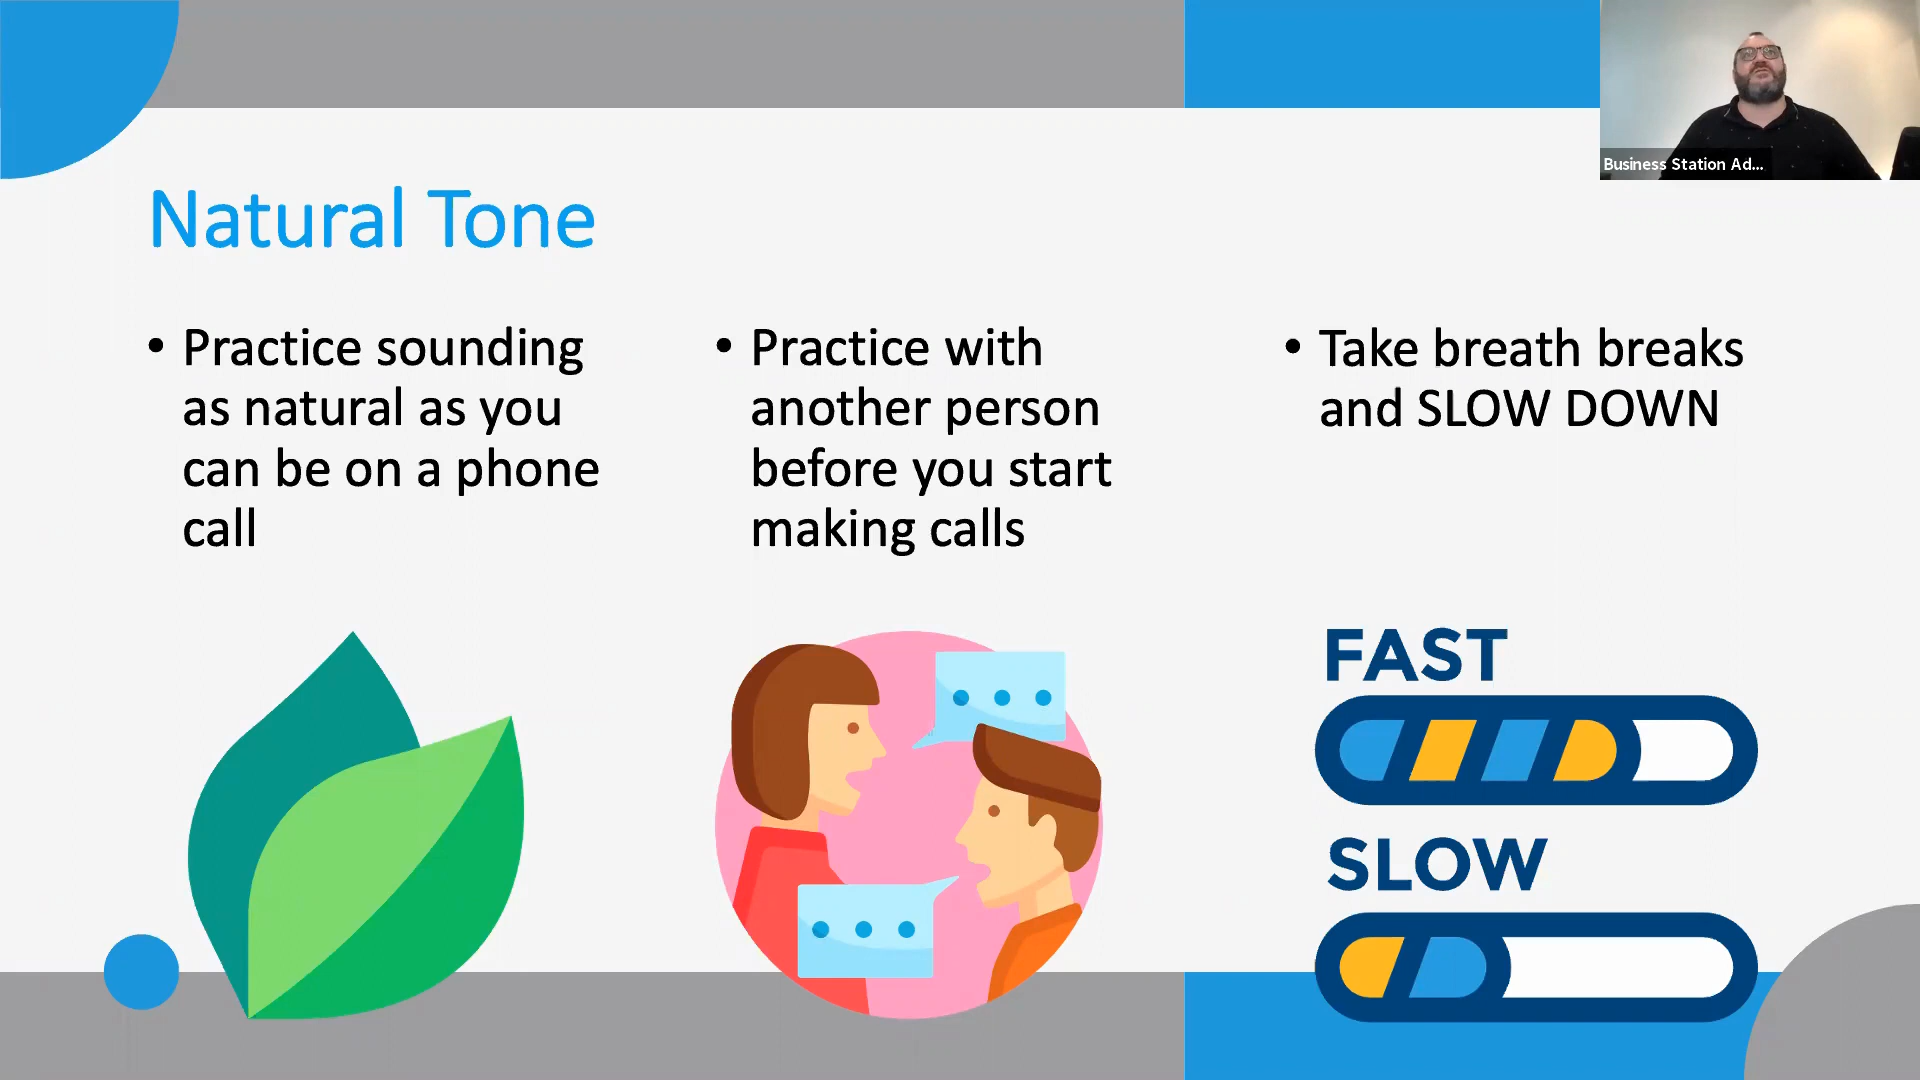 Business Station Ad...
Natural Tone
• Practice sounding
as natural as you
can be on a phone
call
• Practice with
another person
before you start
making calls
• Take breath breaks
and SLOW DOWN
FAST
SLOW